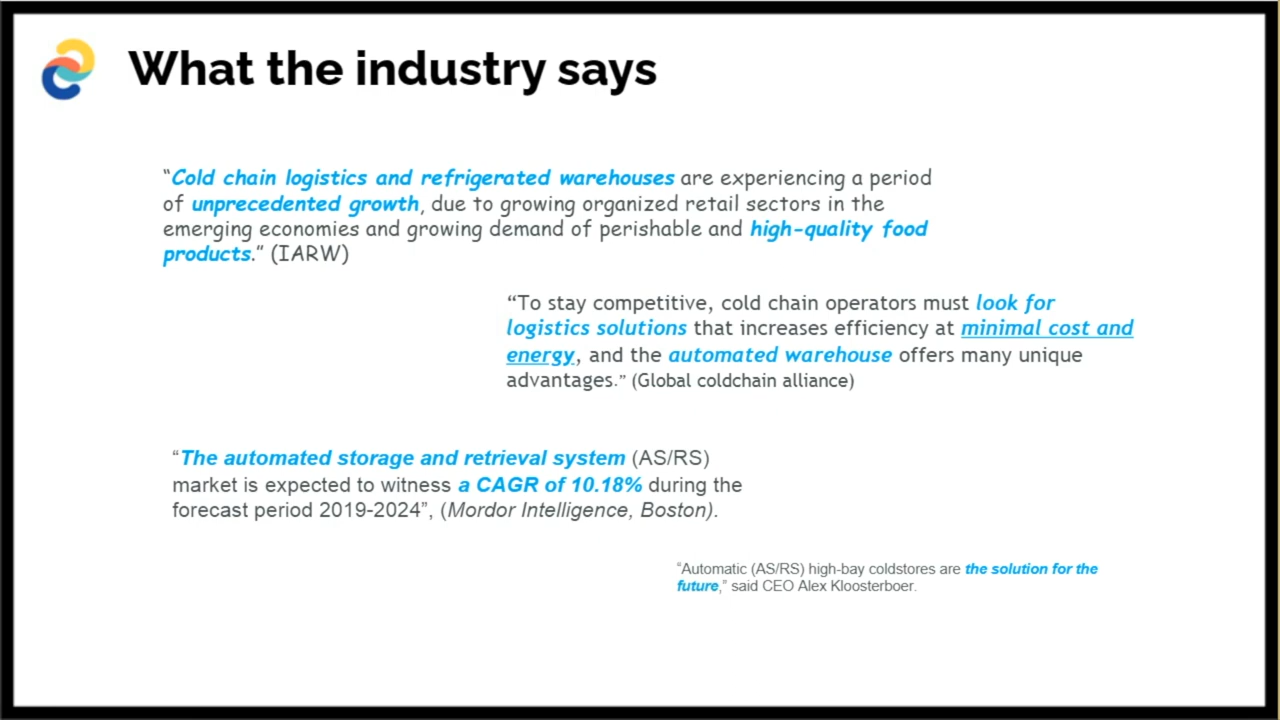 What the industry says
“Cold chain logistics and refrigerated warehouses are experiencing a period
of unprecedented growth, due to growing organized retail sectors in the
emerging economies and growing demand of perishable and high-quality food
products.” (IARW)
“To stay competitive, cold chain operators must look for
logistics solutions that increases efficiency at minimal cost and
energy, and the automated warehouse offers many unique
advantages.” (Global coldchain alliance)
“The automated storage and retrieval system (AS/RS)
market is expected to witness a CAGR of 10.18% during the
forecast period 2019-2024”, (Mordor Intelligence, Boston).
“Automatic (AS/RS) high-bay coldstores are the solution for the
future,” said CEO Alex Kloosterboer.